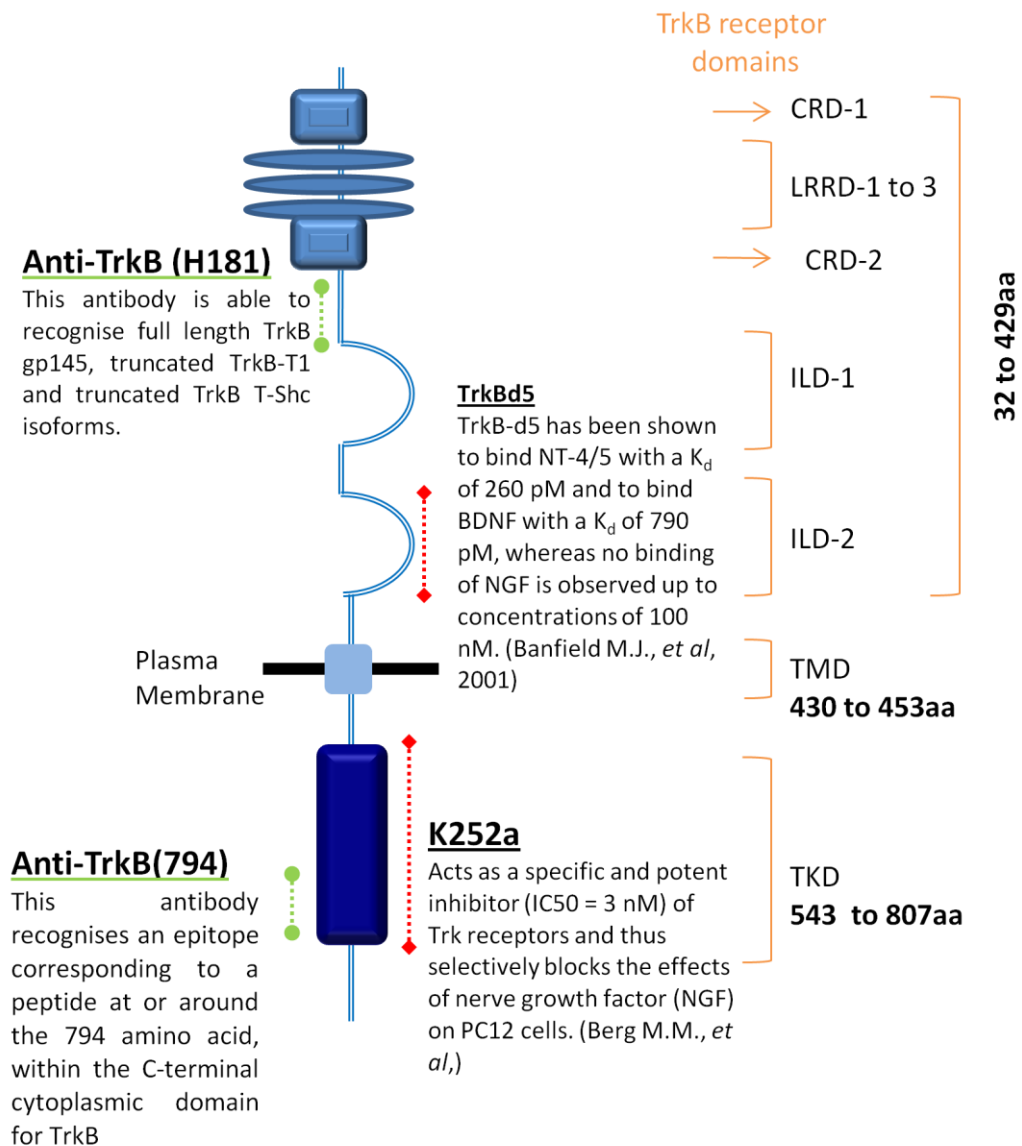 TrkB receptor
domains
CRD-1
LRRD-1 to 3
CRD-2
ILD-1
ILD-2
32 to 429aa
TMD
430 to 453aa
TKD
543 to 807aa
Anti-TrkB (H181)
This antibody is able to
recognise full length TrkB
gp145, truncated TrkB-T1
and truncated TrkB T-Shc
isoforms.
TrkBd5
TrkB-d5 has been shown
to bind NT-4/5 with a Kd
of 260 pM and to bind
BDNF with a Kd of 790
pM, whereas no binding
of NGF is observed up to
concentrations of 100
nM. (Banfield M.J., et al,
2001)
Plasma
Membrane
K252a
Acts as a specific and potent
inhibitor (IC50 = 3 nM) of
Trk receptors and thus
selectively blocks the effects
of nerve growth factor (NGF)
on PC12 cells. (Berg M.M., et
al,)
Anti-TrkB(794)
This antibody
recognises an epitope
corresponding to a
peptide at or around
the 794 amino acid,
within the C-terminal
cytoplasmic domain
for TrkB